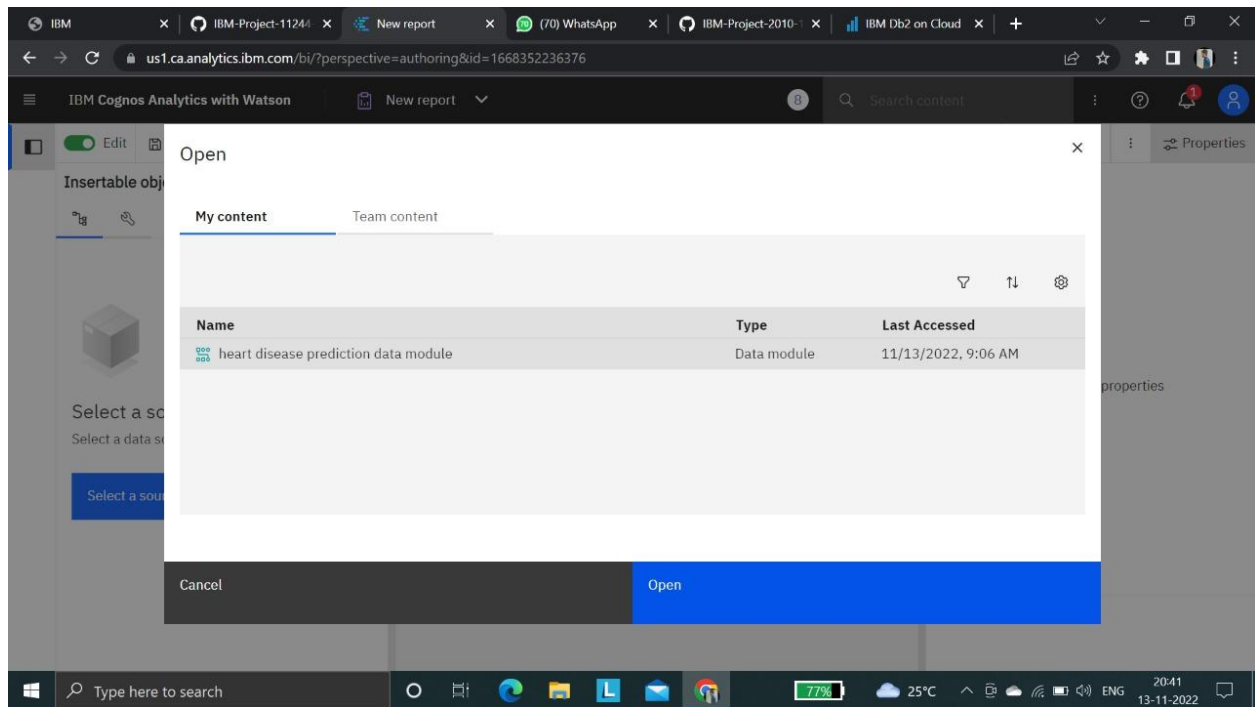 IBM
IBM-Project-11244
New report
(70) WhatsApp
IBM-Project-2010-1
IBM Db2 on Cloud
us1.ca.analytics.ibm.com/bi/?perspective=authoring&id=1668352236376
IBM Cognos Analytics with Watson
New report
8
Search content
1
Edit
Properties
Insertable obj
Open
My content
Team content
Name Type Last Accessed
heart disease prediction data module Data module 11/13/2022, 9:06 AM
properties
Select a so
Select a data so
Select a sour
Cancel
Open
Type here to search
L
77%
25°C
ENG
20:41
13-11-2022